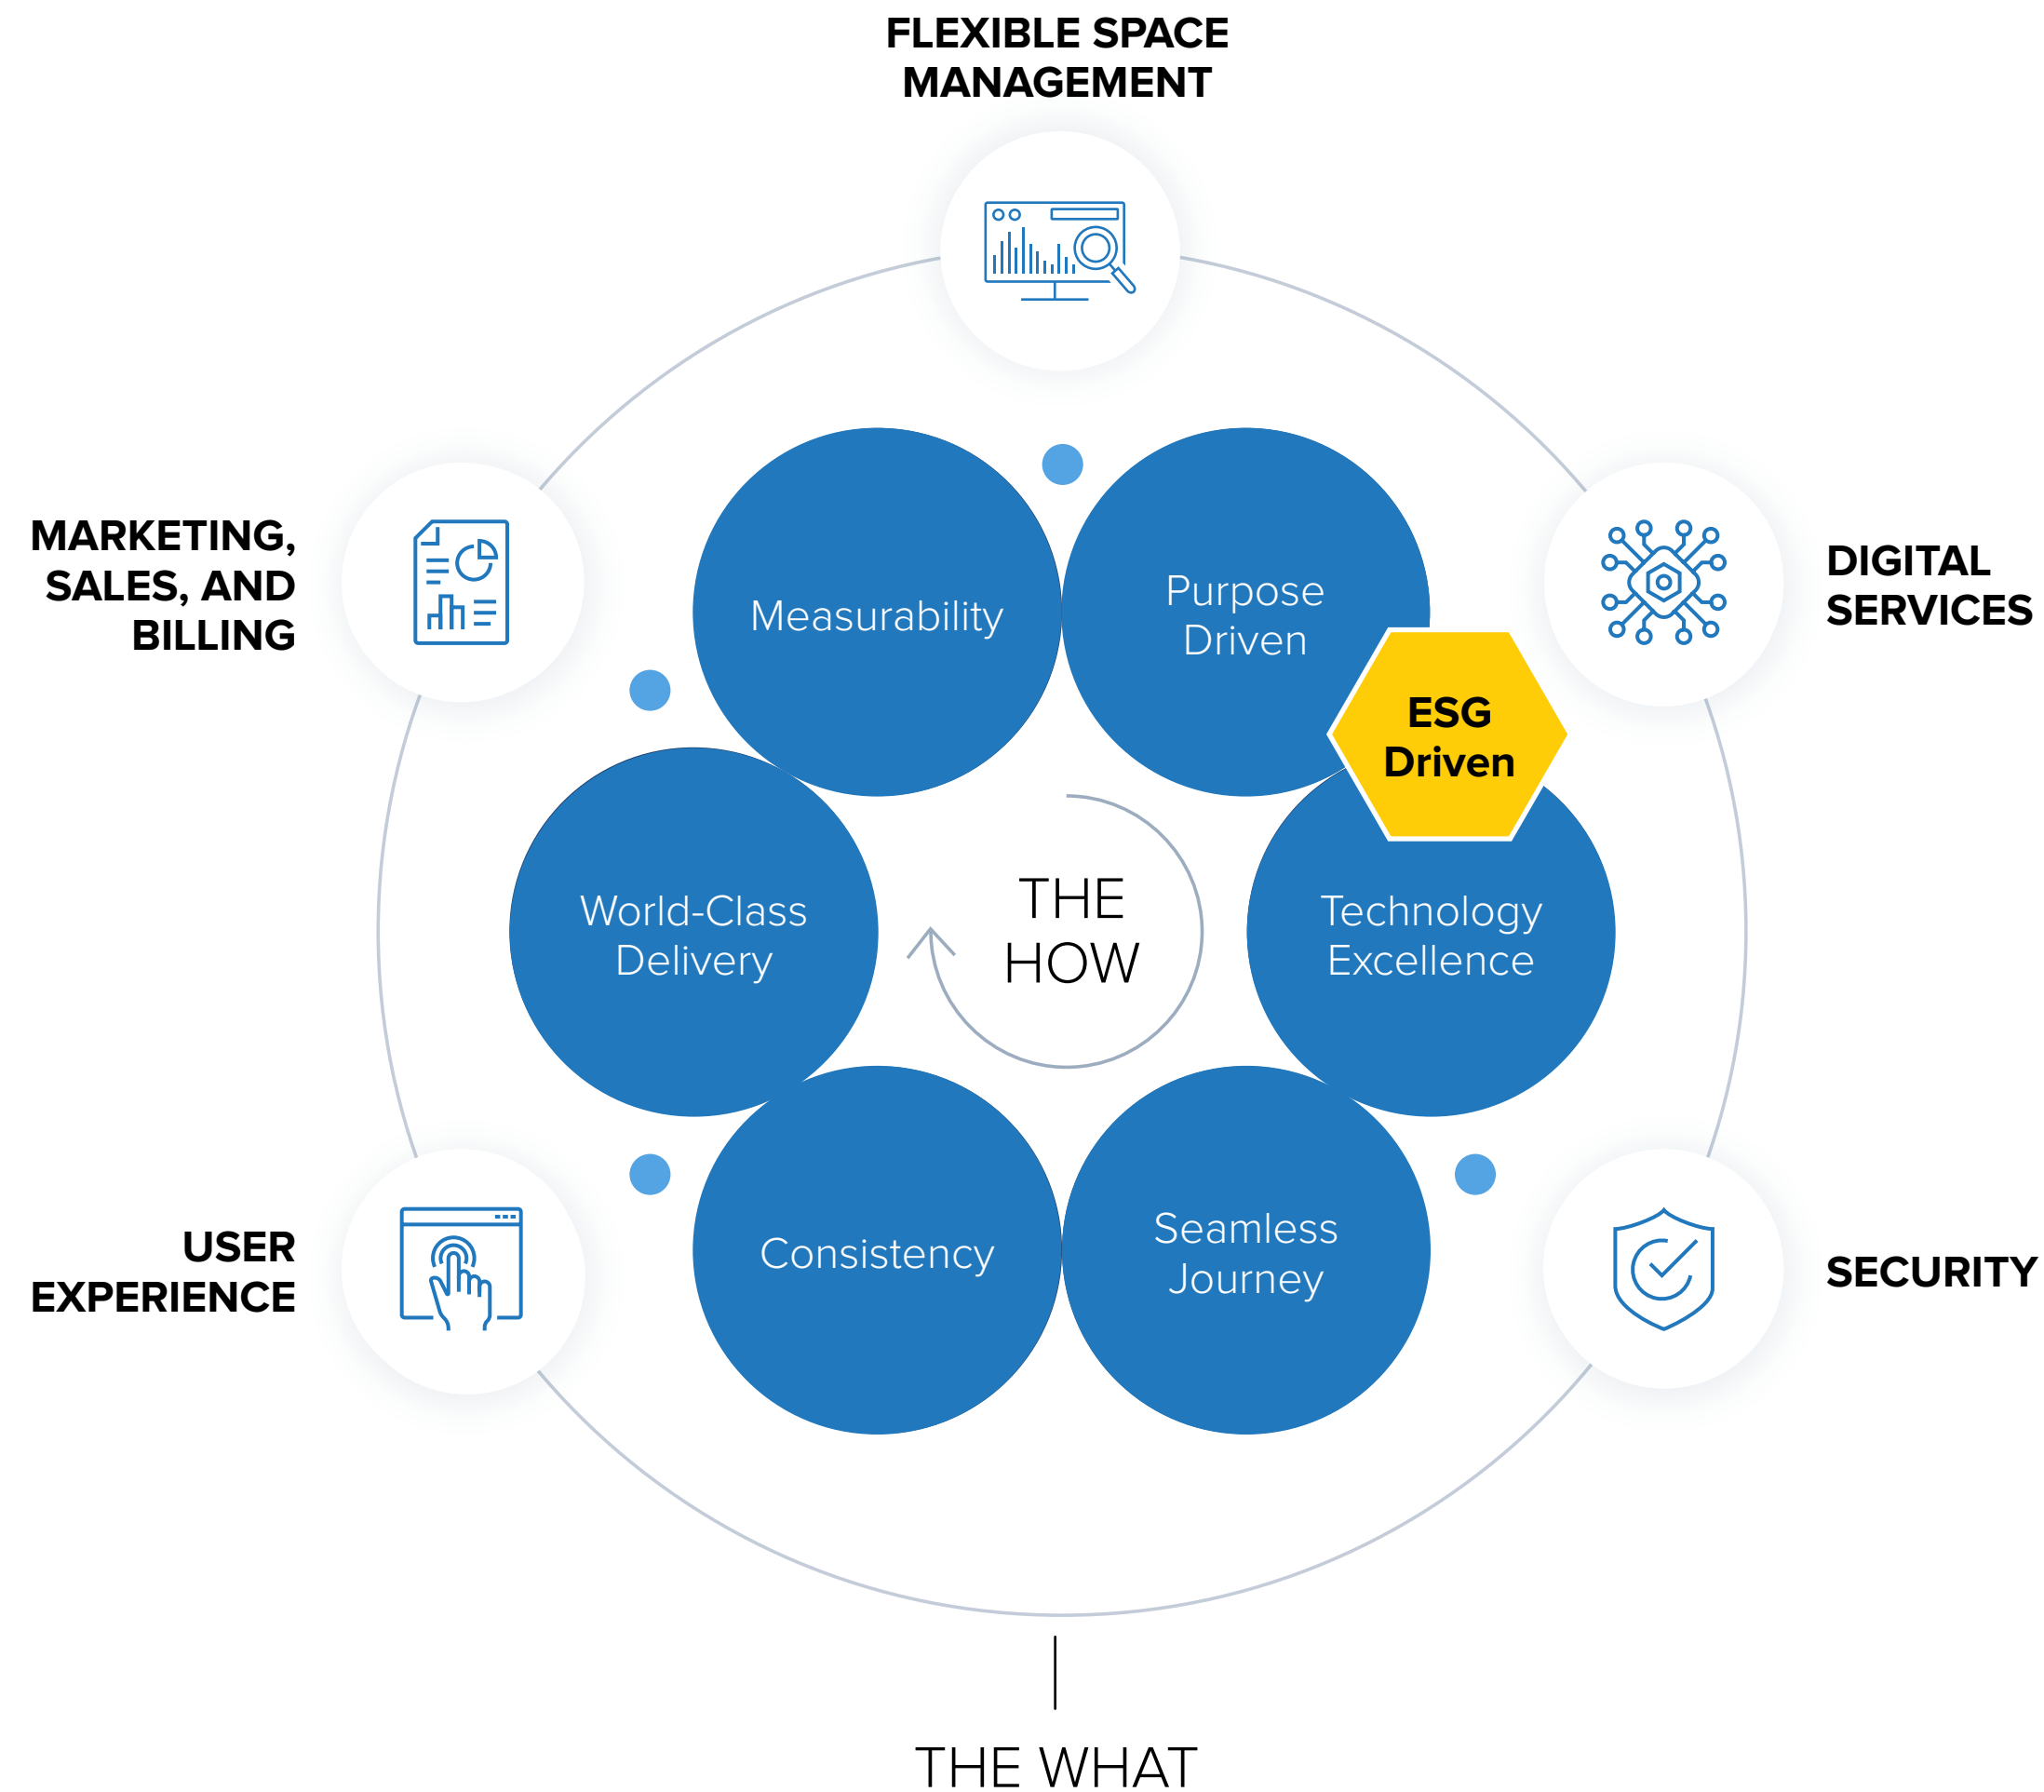 FLEXIBLE SPACE
MANAGEMENT
MARKETING,
SALES, AND
BILLING
DIGITAL
SERVICES
Measurability
Purpose
Driven
ESG
Driven
World-Class
Delivery
THE
HOW
Technology
Excellence
Consistency
Seamless
Journey
USER
EXPERIENCE
SECURITY
THE WHAT